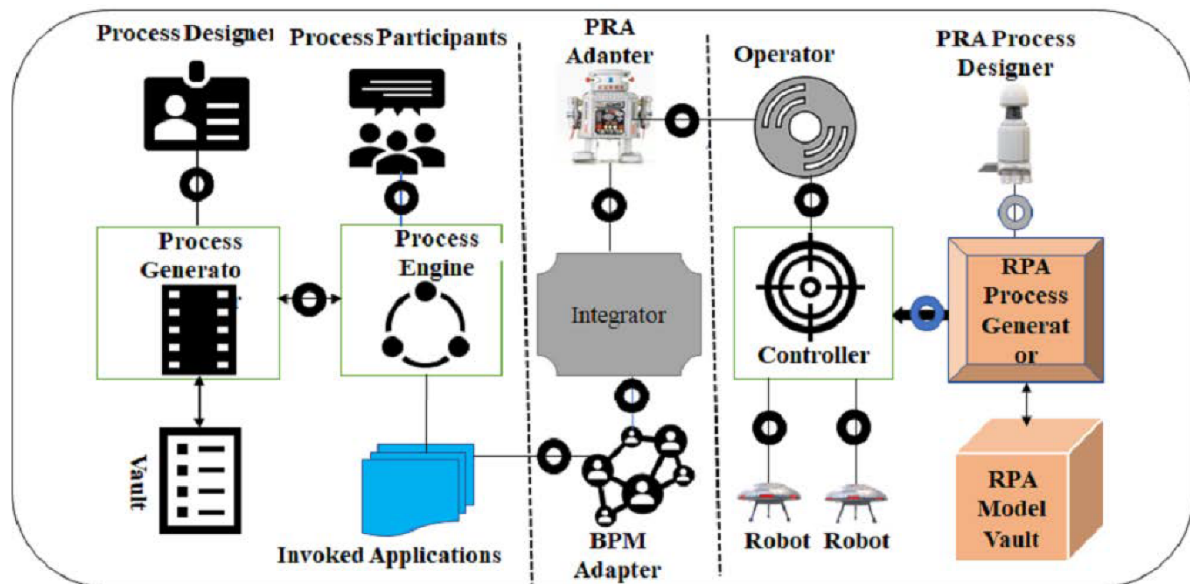 Process Designer
Process Participants
PRA
Adapter
Operator
PRA Process
Designer
Process
Generato
Process
Engine
Integrator
Controller
RPA
Process
Generat
or
Vault
Invoked Applications
BPM
Adapter
Robot
Robot
RPA
Model
Vault